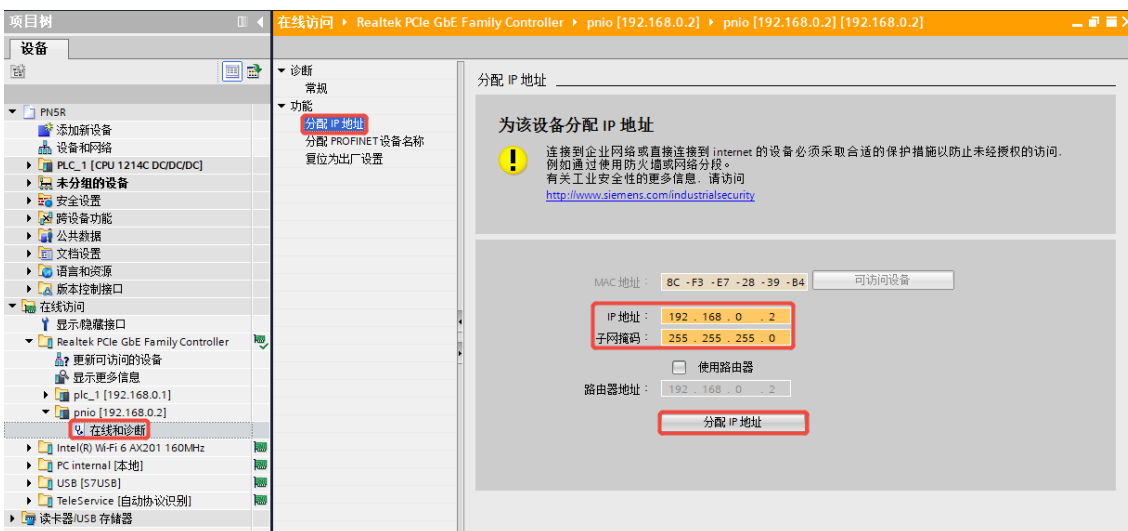 项目树
设备
PN5R
添加新设备
设备和网络
PLC_1 [CPU 1214C DC/DC/DC]
未分组的设备
安全设置
跨设备功能
公共数据
文档设置
语言和资源
版本控制接口
在线访问
显示/隐藏接口
Realtek PCIe GbE Family Controller
更新可访问的设备
显示更多信息
plc_1 [192.168.0.1]
pnio [192.168.0.2]
在线和诊断
Intel(R) Wi-Fi 6 AX201 160MHz
PC internal [本地]
USB [S7USB]
TeleService [自动协议识别]
读卡器/USB 存储器
在线访问 ▸ Realtek PCIe GbE Family Controller ▸ pnio [192.168.0.2] ▸ pnio [192.168.0.2] [192.168.0.2]
诊断
常规
功能
分配 IP 地址
分配 PROFINET 设备名称
复位为出厂设置
分配 IP 地址
为该设备分配 IP 地址
连接到企业网络或直接连接到 internet 的设备必须采取合适的保护措施以防止未经授权的访问.
例如通过使用防火墙或网络分段。
有关工业安全性的更多信息. 请访问
http://www.siemens.com/industrialsecurity
MAC 地址： 8C -F3 -E7 -28 -39 -B4 可访问设备
IP 地址： 192 . 168 . 0 . 2
子网掩码： 255 . 255 . 255 . 0
使用路由器
路由器地址： 192 . 168 . 0 . 2
分配 IP 地址